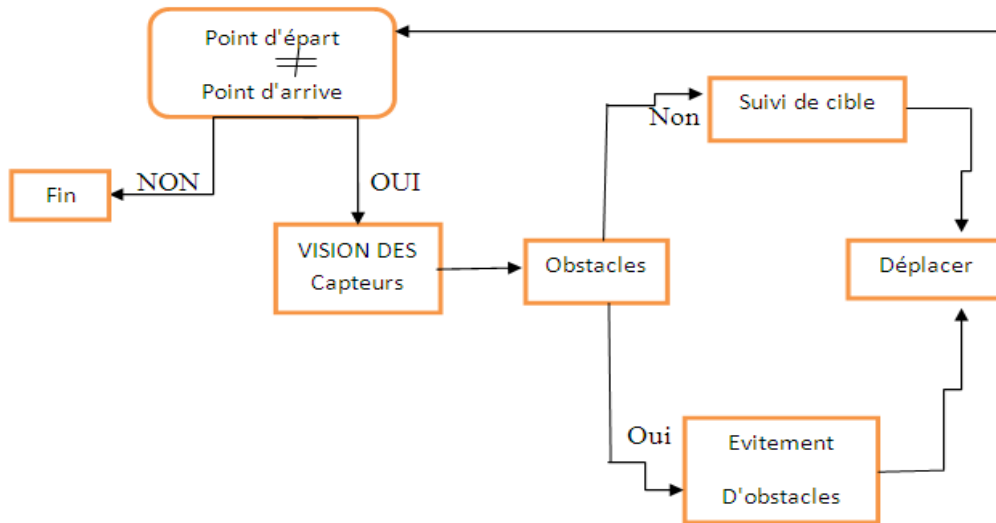 Point d'épart
≠
Point d'arrive
NON
OUI
Fin
VISION DES
Capteurs
Obstacles
Non
Suivi de cible
Déplacer
Oui
Evitement
D'obstacles